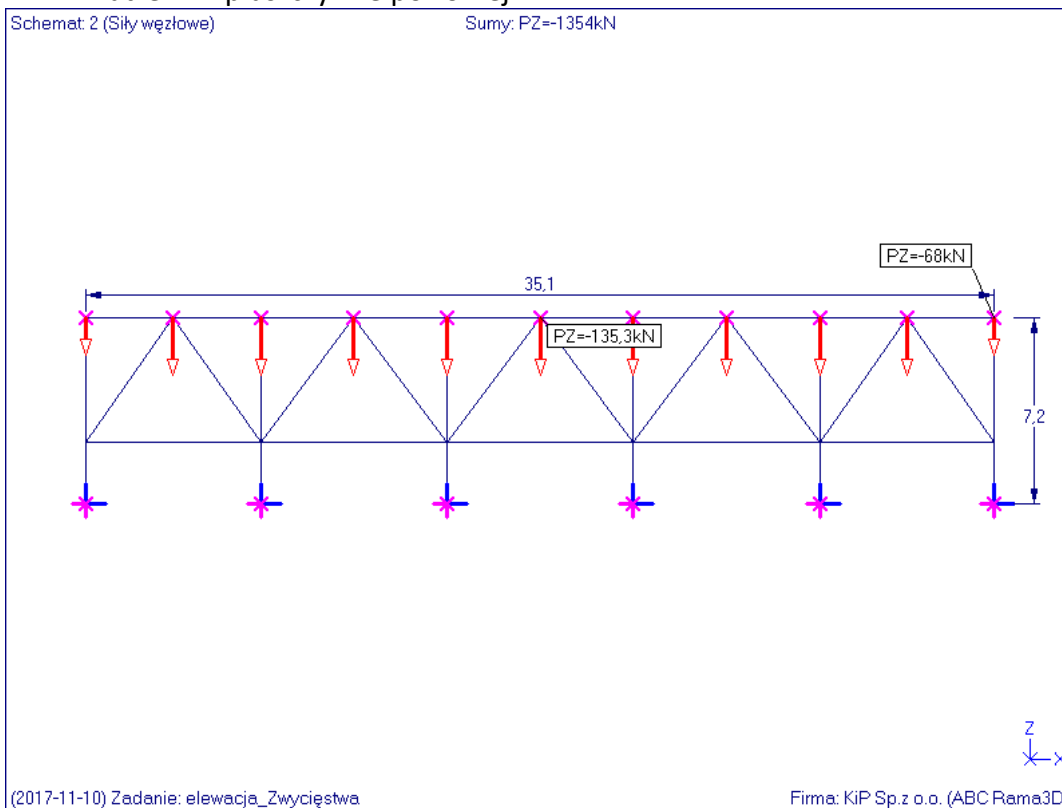 Schemat: 2 (Siły węzłowe)
Sumy: PZ=-1354kN
PZ=-68kN
35,1
PZ=-135,3kN
7,2
Z
X
(2017-11-10) Zadanie: elewacja_Zwycięstwa
Firma: KiP Sp.z o.o. (ABC Rama3D